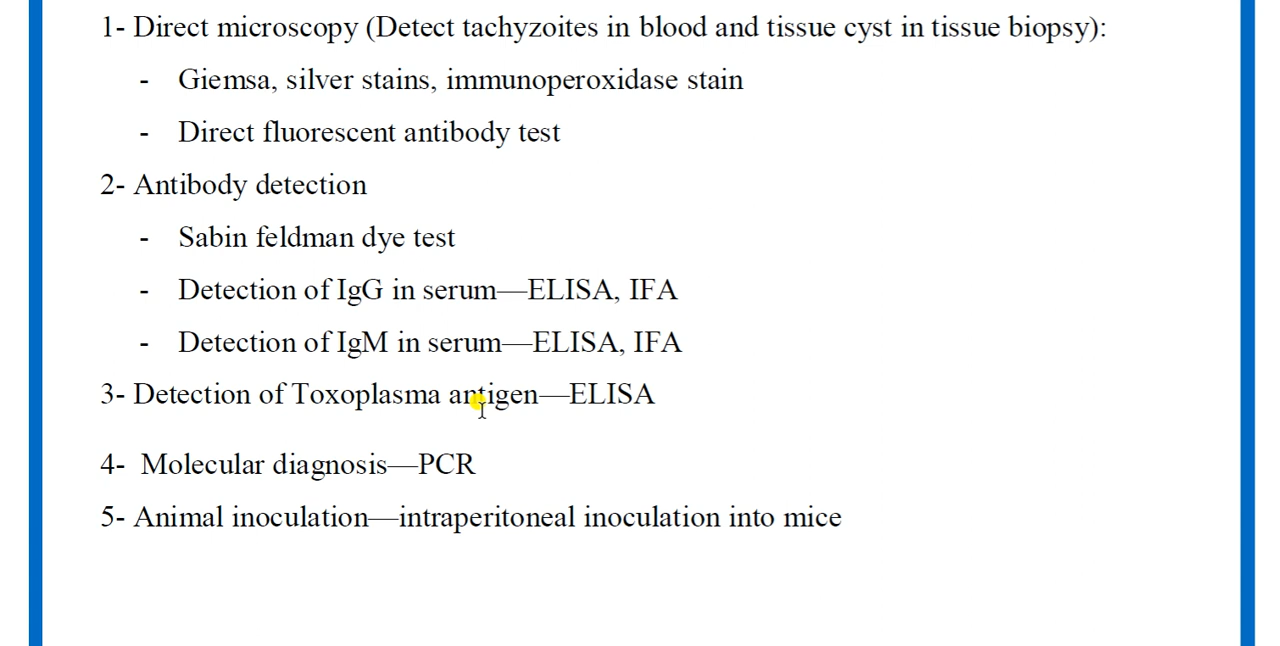 1- Direct microscopy (Detect tachyzoites in blood and tissue cyst in tissue biopsy):
- Giemsa, silver stains, immunoperoxidase stain
- Direct fluorescent antibody test
2- Antibody detection
- Sabin feldman dye test
- Detection of IgG in serum—ELISA, IFA
- Detection of IgM in serum—ELISA, IFA
3- Detection of Toxoplasma antigen—ELISA
4- Molecular diagnosis—PCR
5- Animal inoculation—intraperitoneal inoculation into mice